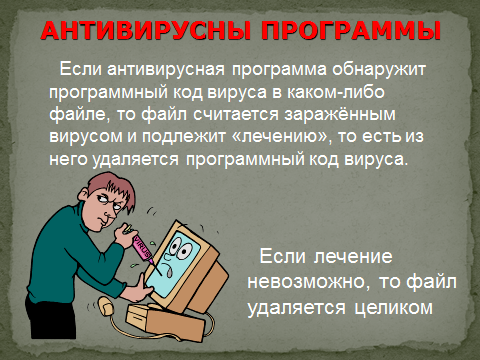 АНТИВИРУСНЫ ПРОГРАММЫ
Если антивирусная программа обнаружит
программный код вируса в каком-либо
файле, то файл считается заражённым
вирусом и подлежит «лечению», то есть из
него удаляется программный код вируса.
VIRUS
Если лечение
невозможно, то файл
удаляется целиком